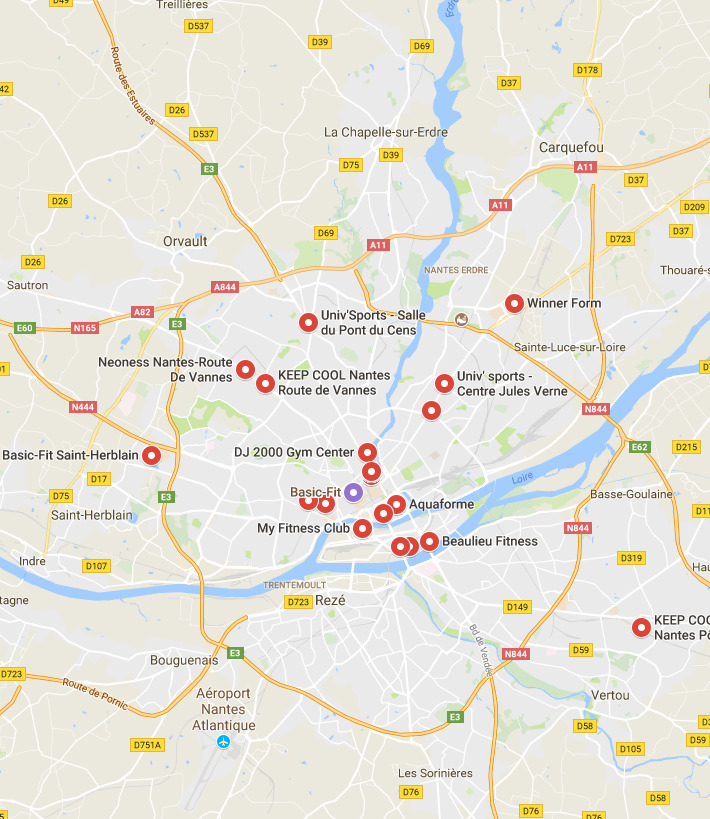 D49
Treillières
D537
D39
D69
Route des Estuaires
D178
D37
42
D26
D537
La Chapelle-sur-Erdre
D39
D75
Carquefou
A11
E3
D37
D26
A11
D209
D69
D37
Orvault
A11
D723
D26
NANTES ERDRE
Thouaré-s
Sautron
A844
Winner Form
A82
Univ'Sports - Salle
du Pont du Cens
E60
N165
E3
Sainte-Luce-sur-Loire
Neoness Nantes-Route
De Vannes
KEEP COOL Nantes
Route de Vannes
Univ' sports -
Centre Jules Verne
N444
N844
Basic-Fit Saint-Herblain
DJ 2000 Gym Center
E62
D215
D17
Loire
Basic-Fit
D75
E3
Aquaforme
Basse-Goulaine
Saint-Herblain
D11
My Fitness Club
N844
Beaulieu Fitness
Indre
D107
D319
Hau
TRENTEMOULT
tagne
D723
Rezé
D149
KEEP COO
Nantes Pô
Bd de Vendée
D59
E3
N844
Bouguenais
D723
Route de Pornic
Aéroport
Nantes
Atlantique
Vertou
E3
D58
D751A
D105
D59
Les Sorinières
D76
D58
D76
D76